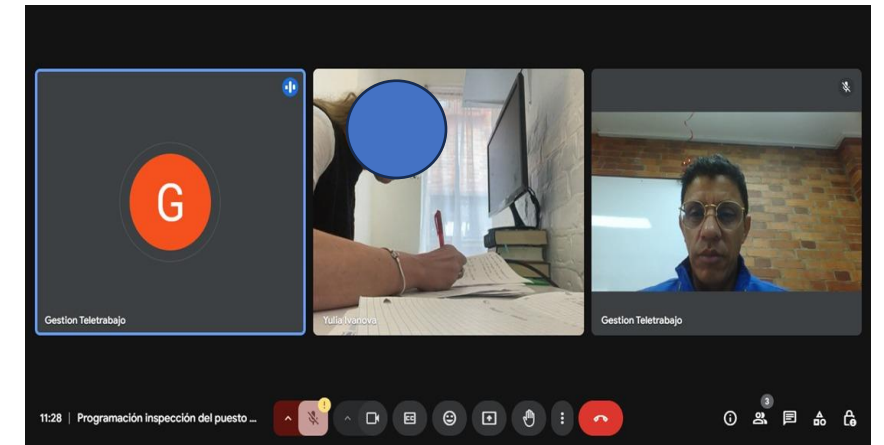 G
Gestion Teletrabajo
Yulia Ivanova
Gestion Teletrabajo
11:28 | Programación inspección del puesto ...
3